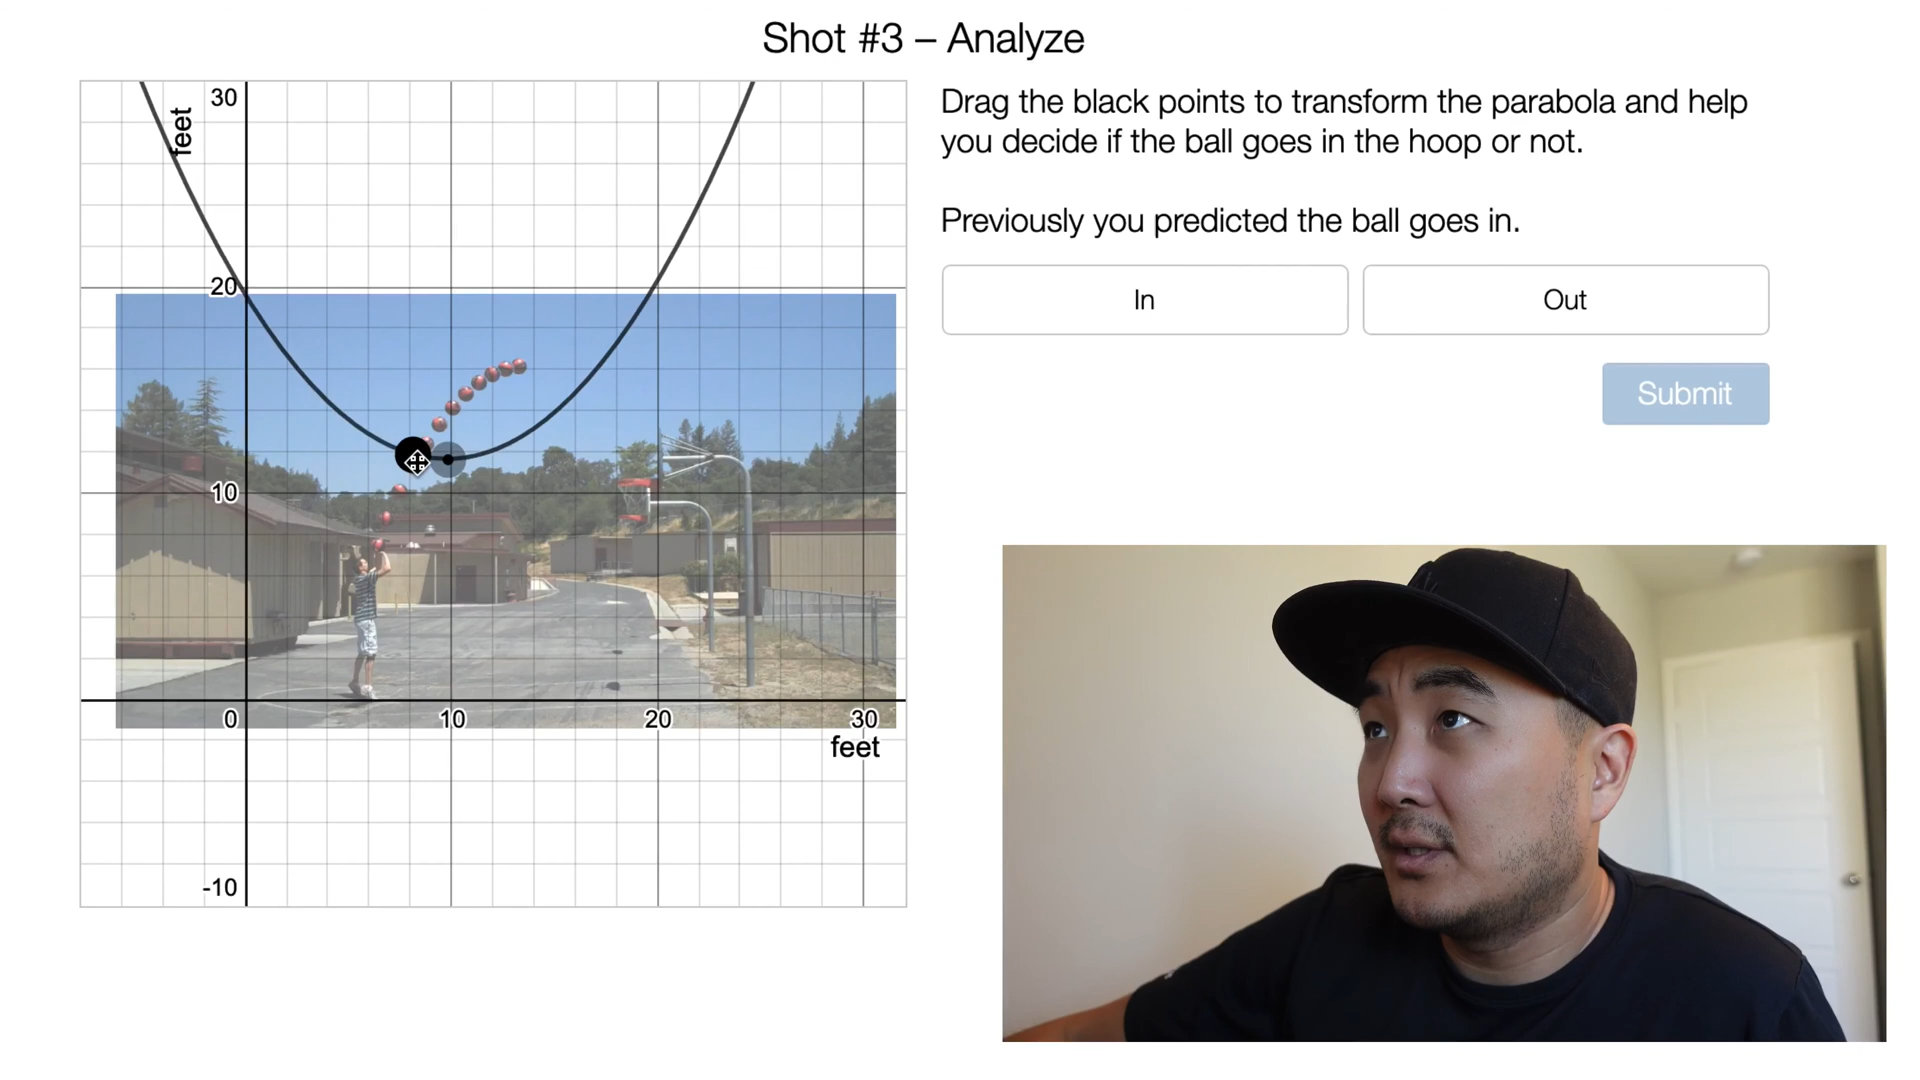 Shot #3 – Analyze
Drag the black points to transform the parabola and help
you decide if the ball goes in the hoop or not.
Previously you predicted the ball goes in.
In
Out
Submit
30
feet
20
10
0
10
20
30
feet
-10